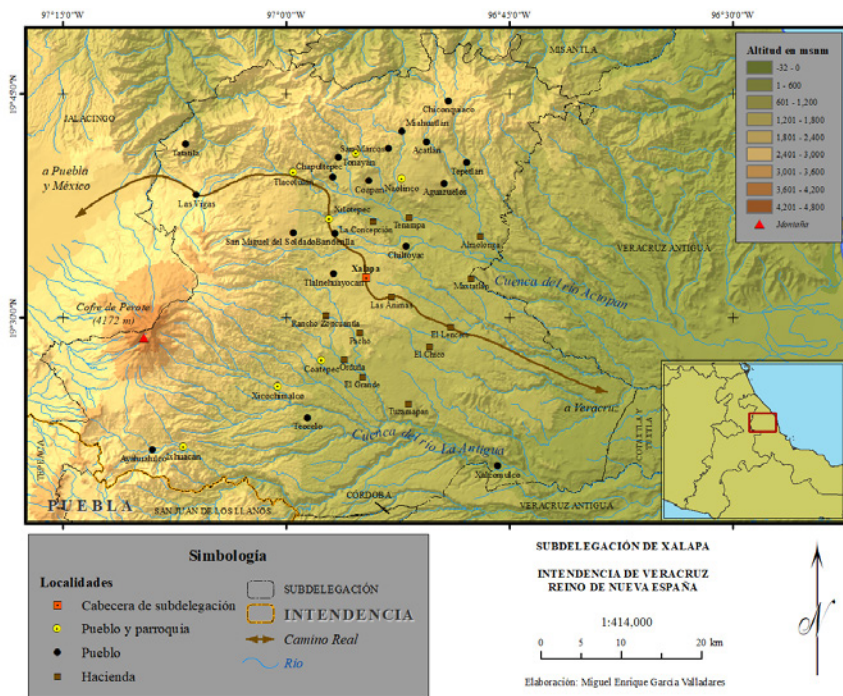 97°15'0"W
97°00'W
96°45'0"W
96°30'0"W
19°45'0"N
19°30'0"N
MISANTLA
JALACINGO
Chiconquiaco
Miahuatlán
San Marcos
Acatlán
Tatatila
Chapultepec
Tonayán
Tepetlán
a Puebla
y México
Tlacolulan
Coapan
Naolinco
Aguazuelos
Las Vigas
Xilotepec
La Concepción
Tenampa
San Miguel del Soldado
Banderilla
Almolonga
VERACRUZ ANTIGUA
Chiltoyac
Xalapa
Tlalnehuayocan
Maxtatlán
Cuenca del río Actopan
Las Animas
Cofre de Perote
(4172 m)
Rancho Zoncuantla
Pacho
El Lencero
El Chico
Coatepec
Orduña
El Grande
Xicochimalco
Tuzamapan
a Veracruz
Teocelo
Cuenca del río La Antigua
Ayahualulco
Ixhuacán
Xalcomulco
TEPEACA
COTAXTLA Y
TUXTLA
PUEBLA
SAN JUAN DE LOS LLANOS
CÓRDOBA
VERACRUZ ANTIGUA
Altitud en msnm
-32 - 0
1 - 600
601 - 1,200
1,201 - 1,800
1,801 - 2,400
2,401 - 3,000
3,001 - 3,600
3,601 - 4,200
4,201 - 4,800
Montaña
Simbología
Localidades
Cabecera de subdelegación
Pueblo y parroquia
Pueblo
Hacienda
SUBDELEGACIÓN
INTENDENCIA
Camino Real
Río
SUBDELEGACIÓN DE XALAPA
INTENDENCIA DE VERACRUZ
REINO DE NUEVA ESPAÑA
1:414,000
0 5 10 20 km
N
Elaboración: Miguel Enrique García Valladares